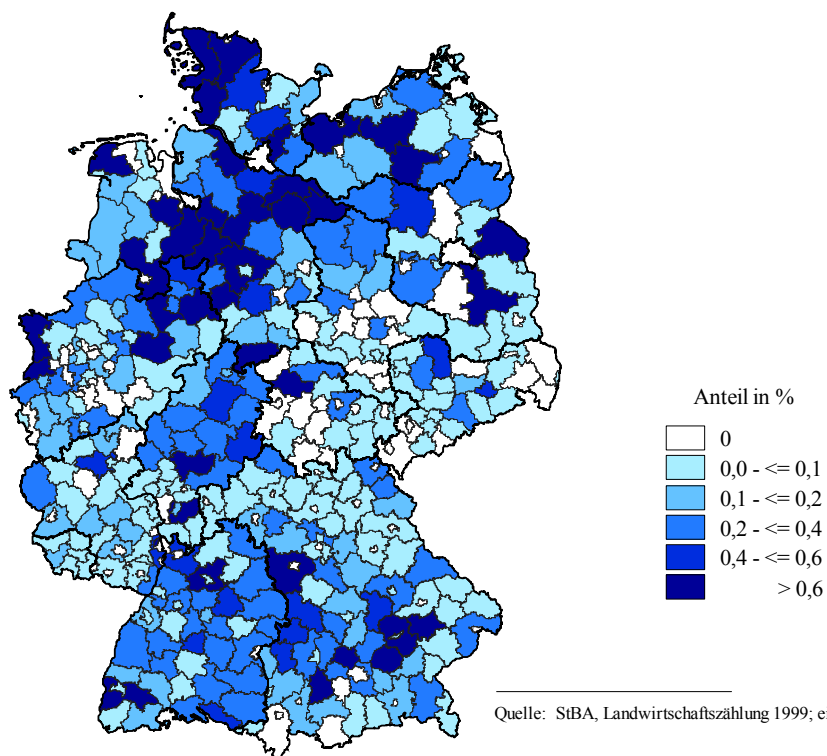 Anteil in %
0
0,0 - <= 0,1
0,1 - <= 0,2
0,2 - <= 0,4
0,4 - <= 0,6
> 0,6
Quelle: StBA, Landwirtschaftszählung 1999;